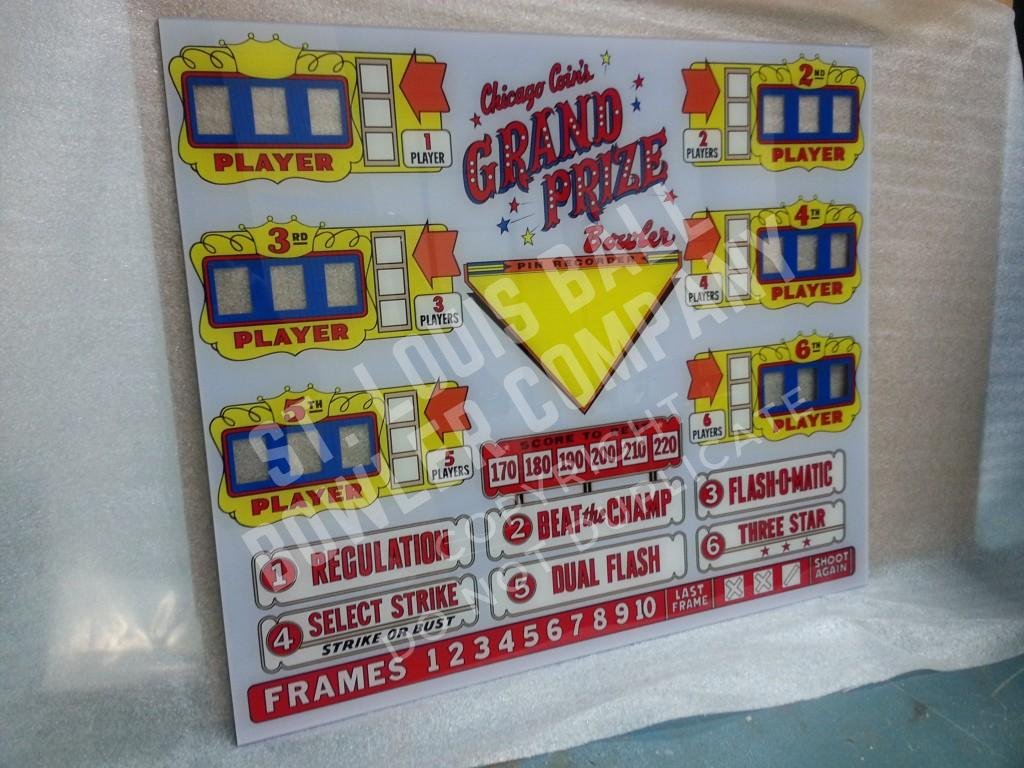 Chicago Coin's
GRAND
PRIZE
Bowler
PIN RECORDER
PLAYER
1
PLAYER
2ND
PLAYER
2
PLAYERS
3RD
PLAYER
3
PLAYERS
4TH
PLAYER
4
PLAYERS
5TH
PLAYER
5
PLAYERS
6TH
PLAYER
6
PLAYERS
SCORE TO BEAT
170 180 190 200 210 220
1 REGULATION
2 BEAT the CHAMP
3 FLASH-O-MATIC
4 SELECT STRIKE
STRIKE OR BUST
5 DUAL FLASH
6 THREE STAR
FRAMES 1 2 3 4 5 6 7 8 9 10
LAST
FRAME
SHOOT
AGAIN
ST. LOUIS BALL
BOWLER COMPANY
COPYRIGHT
DO NOT DUPLICATE